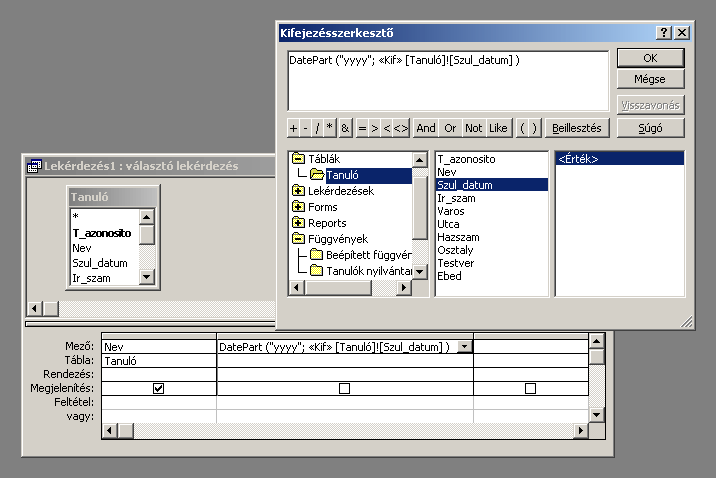 Kifejezésszerkesztő
DatePart ("yyyy"; «Kif» [Tanuló]![Szul_datum] )
OK
Mégse
Visszavonás
Súgó
+ - / * & = > < <> And Or Not Like ( ) Beillesztés
Táblák
Tanuló
Lekérdezések
Forms
Reports
Függvények
Beépített függvér
Tanulók nyilvántar
T_azonosito
Nev
Szul_datum
Ir_szam
Varos
Utca
Hazszam
Osztaly
Testver
Ebed
<Érték>
Lekérdezés1 : választó lekérdezés
Tanuló
*
T_azonosito
Nev
Szul_datum
Ir_szam
Mező: Nev DatePart ("yyyy"; «Kif» [Tanuló]![Szul_datum] )
Tábla: Tanuló
Rendezés:
Megjelenítés:
Feltétel:
vagy: